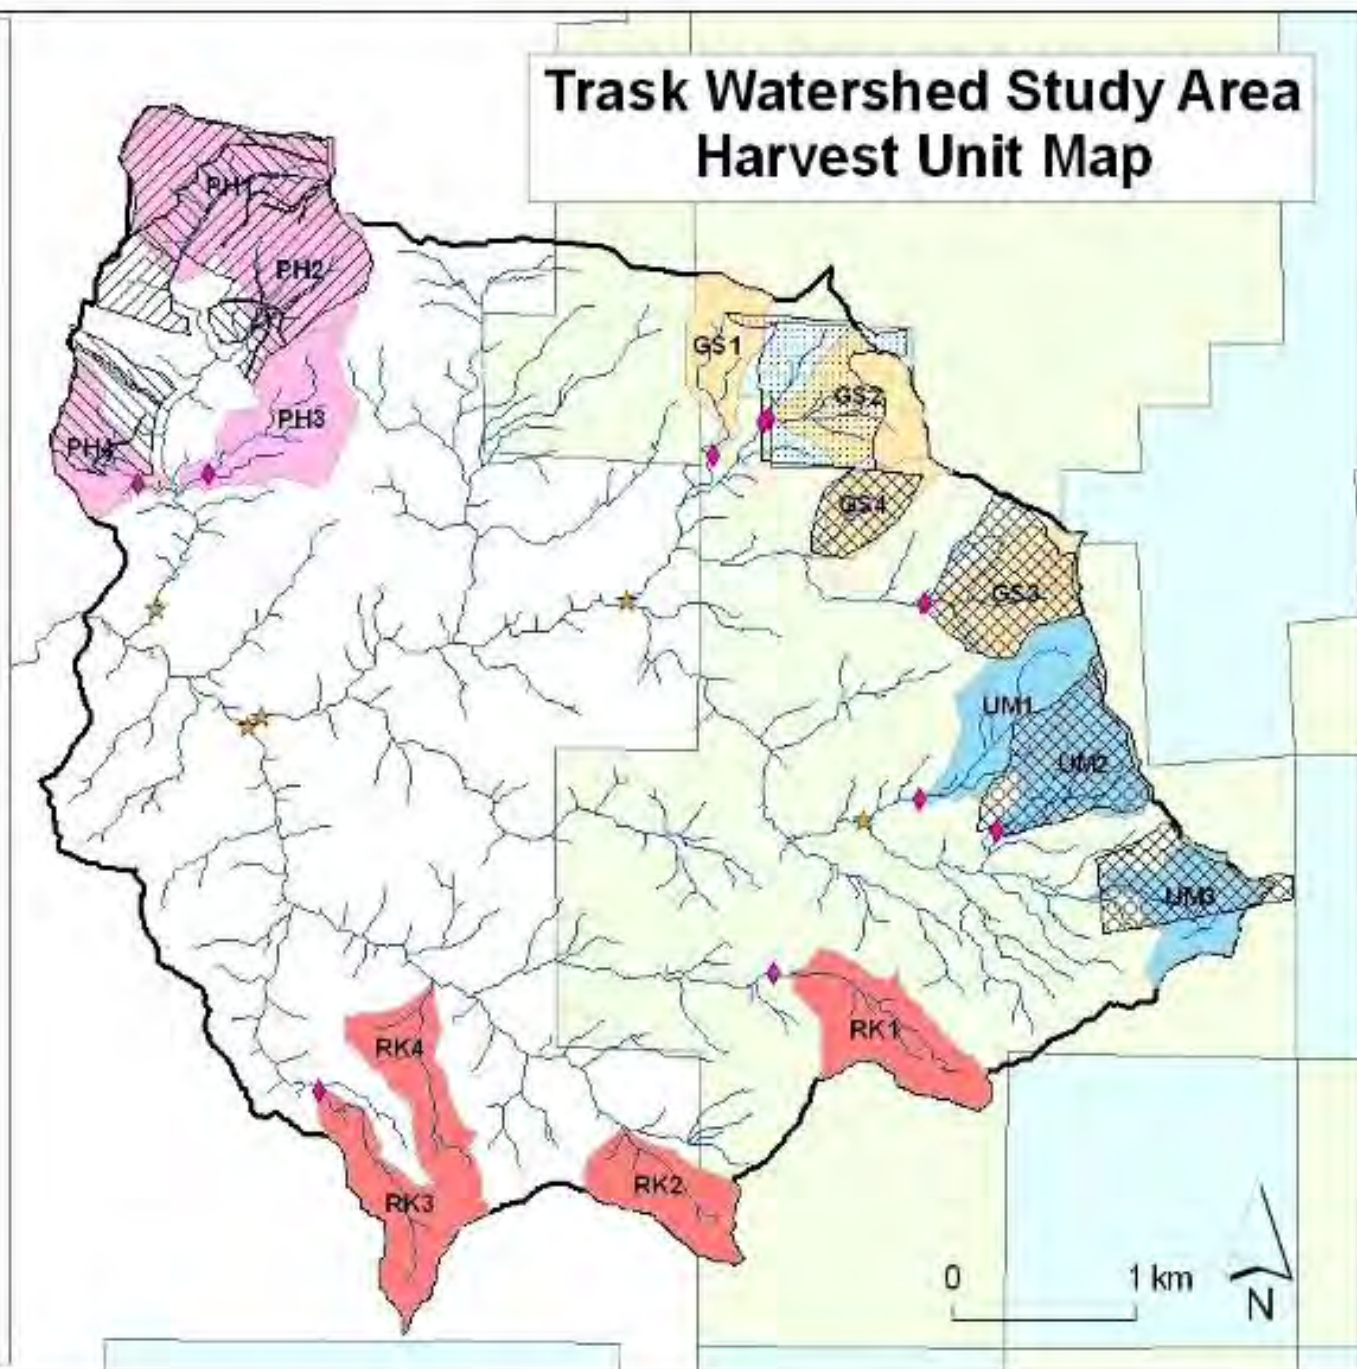 Trask Watershed Study Area
Harvest Unit Map
PH1
PH2
GS1
GS2
PH3
PH4
GS4
GS3
UM1
UM2
UM3
RK1
RK4
RK2
RK3
0 1 km
N